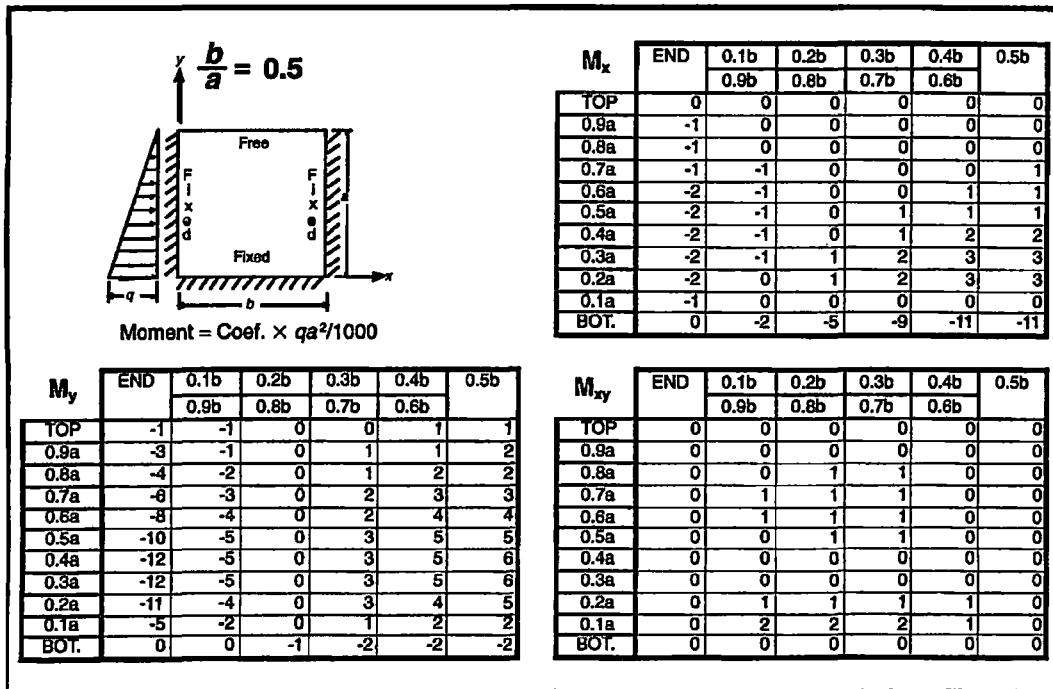 y
b/a = 0.5
Free
Fixed
Fixed
a
Fixed
x
q
b
Moment = Coef. × qa²/1000
Mx END 0.1b 0.2b 0.3b 0.4b 0.5b
0.9b 0.8b 0.7b 0.6b
TOP 0 0 0 0 0 0
0.9a -1 0 0 0 0 0
0.8a -1 0 0 0 0 0
0.7a -1 -1 0 0 0 1
0.6a -2 -1 0 0 1 1
0.5a -2 -1 0 1 1 1
0.4a -2 -1 0 1 2 2
0.3a -2 -1 1 2 3 3
0.2a -2 0 1 2 3 3
0.1a -1 0 0 0 0 0
BOT. 0 -2 -5 -9 -11 -11
My END 0.1b 0.2b 0.3b 0.4b 0.5b
0.9b 0.8b 0.7b 0.6b
TOP -1 -1 0 0 1 1
0.9a -3 -1 0 1 1 2
0.8a -4 -2 0 1 2 2
0.7a -6 -3 0 2 3 3
0.6a -8 -4 0 2 4 4
0.5a -10 -5 0 3 5 5
0.4a -12 -5 0 3 5 6
0.3a -12 -5 0 3 5 6
0.2a -11 -4 0 3 4 5
0.1a -5 -2 0 1 2 2
BOT. 0 0 -1 -2 -2 -2
Mxy END 0.1b 0.2b 0.3b 0.4b 0.5b
0.9b 0.8b 0.7b 0.6b
TOP 0 0 0 0 0 0
0.9a 0 0 0 0 0 0
0.8a 0 0 1 1 0 0
0.7a 0 1 1 1 0 0
0.6a 0 1 1 1 0 0
0.5a 0 0 1 1 0 0
0.4a 0 0 0 0 0 0
0.3a 0 0 0 0 0 0
0.2a 0 1 1 1 1 0
0.1a 0 2 2 2 1 0
BOT. 0 0 0 0 0 0